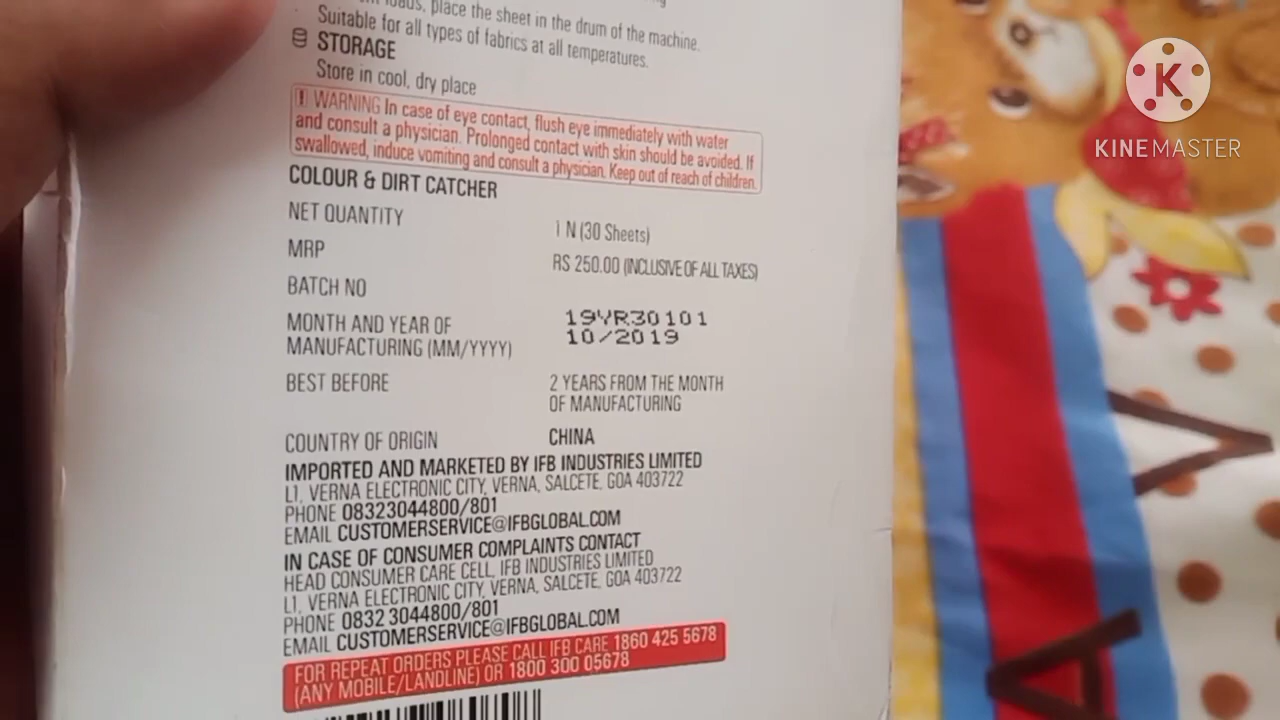 loads, place the sheet in the drum of the machine.
Suitable for all types of fabrics at all temperatures.
STORAGE
Store in cool, dry place
! WARNING In case of eye contact, flush eye immediately with water
and consult a physician. Prolonged contact with skin should be avoided. If
swallowed, induce vomiting and consult a physician. Keep out of reach of children.
COLOUR & DIRT CATCHER
NET QUANTITY 1 N (30 Sheets)
MRP RS 250.00 (INCLUSIVE OF ALL TAXES)
BATCH NO 19YR30101
MONTH AND YEAR OF 10/2019
MANUFACTURING (MM/YYYY)
BEST BEFORE 2 YEARS FROM THE MONTH
OF MANUFACTURING
COUNTRY OF ORIGIN CHINA
IMPORTED AND MARKETED BY IFB INDUSTRIES LIMITED
L1, VERNA ELECTRONIC CITY, VERNA, SALCETE, GOA 403722
PHONE 08323044800/801
EMAIL CUSTOMERSERVICE@IFBGLOBAL.COM
IN CASE OF CONSUMER COMPLAINTS CONTACT
HEAD CONSUMER CARE CELL, IFB INDUSTRIES LIMITED
L1, VERNA ELECTRONIC CITY, VERNA, SALCETE, GOA 403722
PHONE 0832 3044800/801
EMAIL CUSTOMERSERVICE@IFBGLOBAL.COM
FOR REPEAT ORDERS PLEASE CALL IFB CARE 1860 425 5678
(ANY MOBILE/LANDLINE) OR 1800 300 05678
K
KINEMASTER
V
A